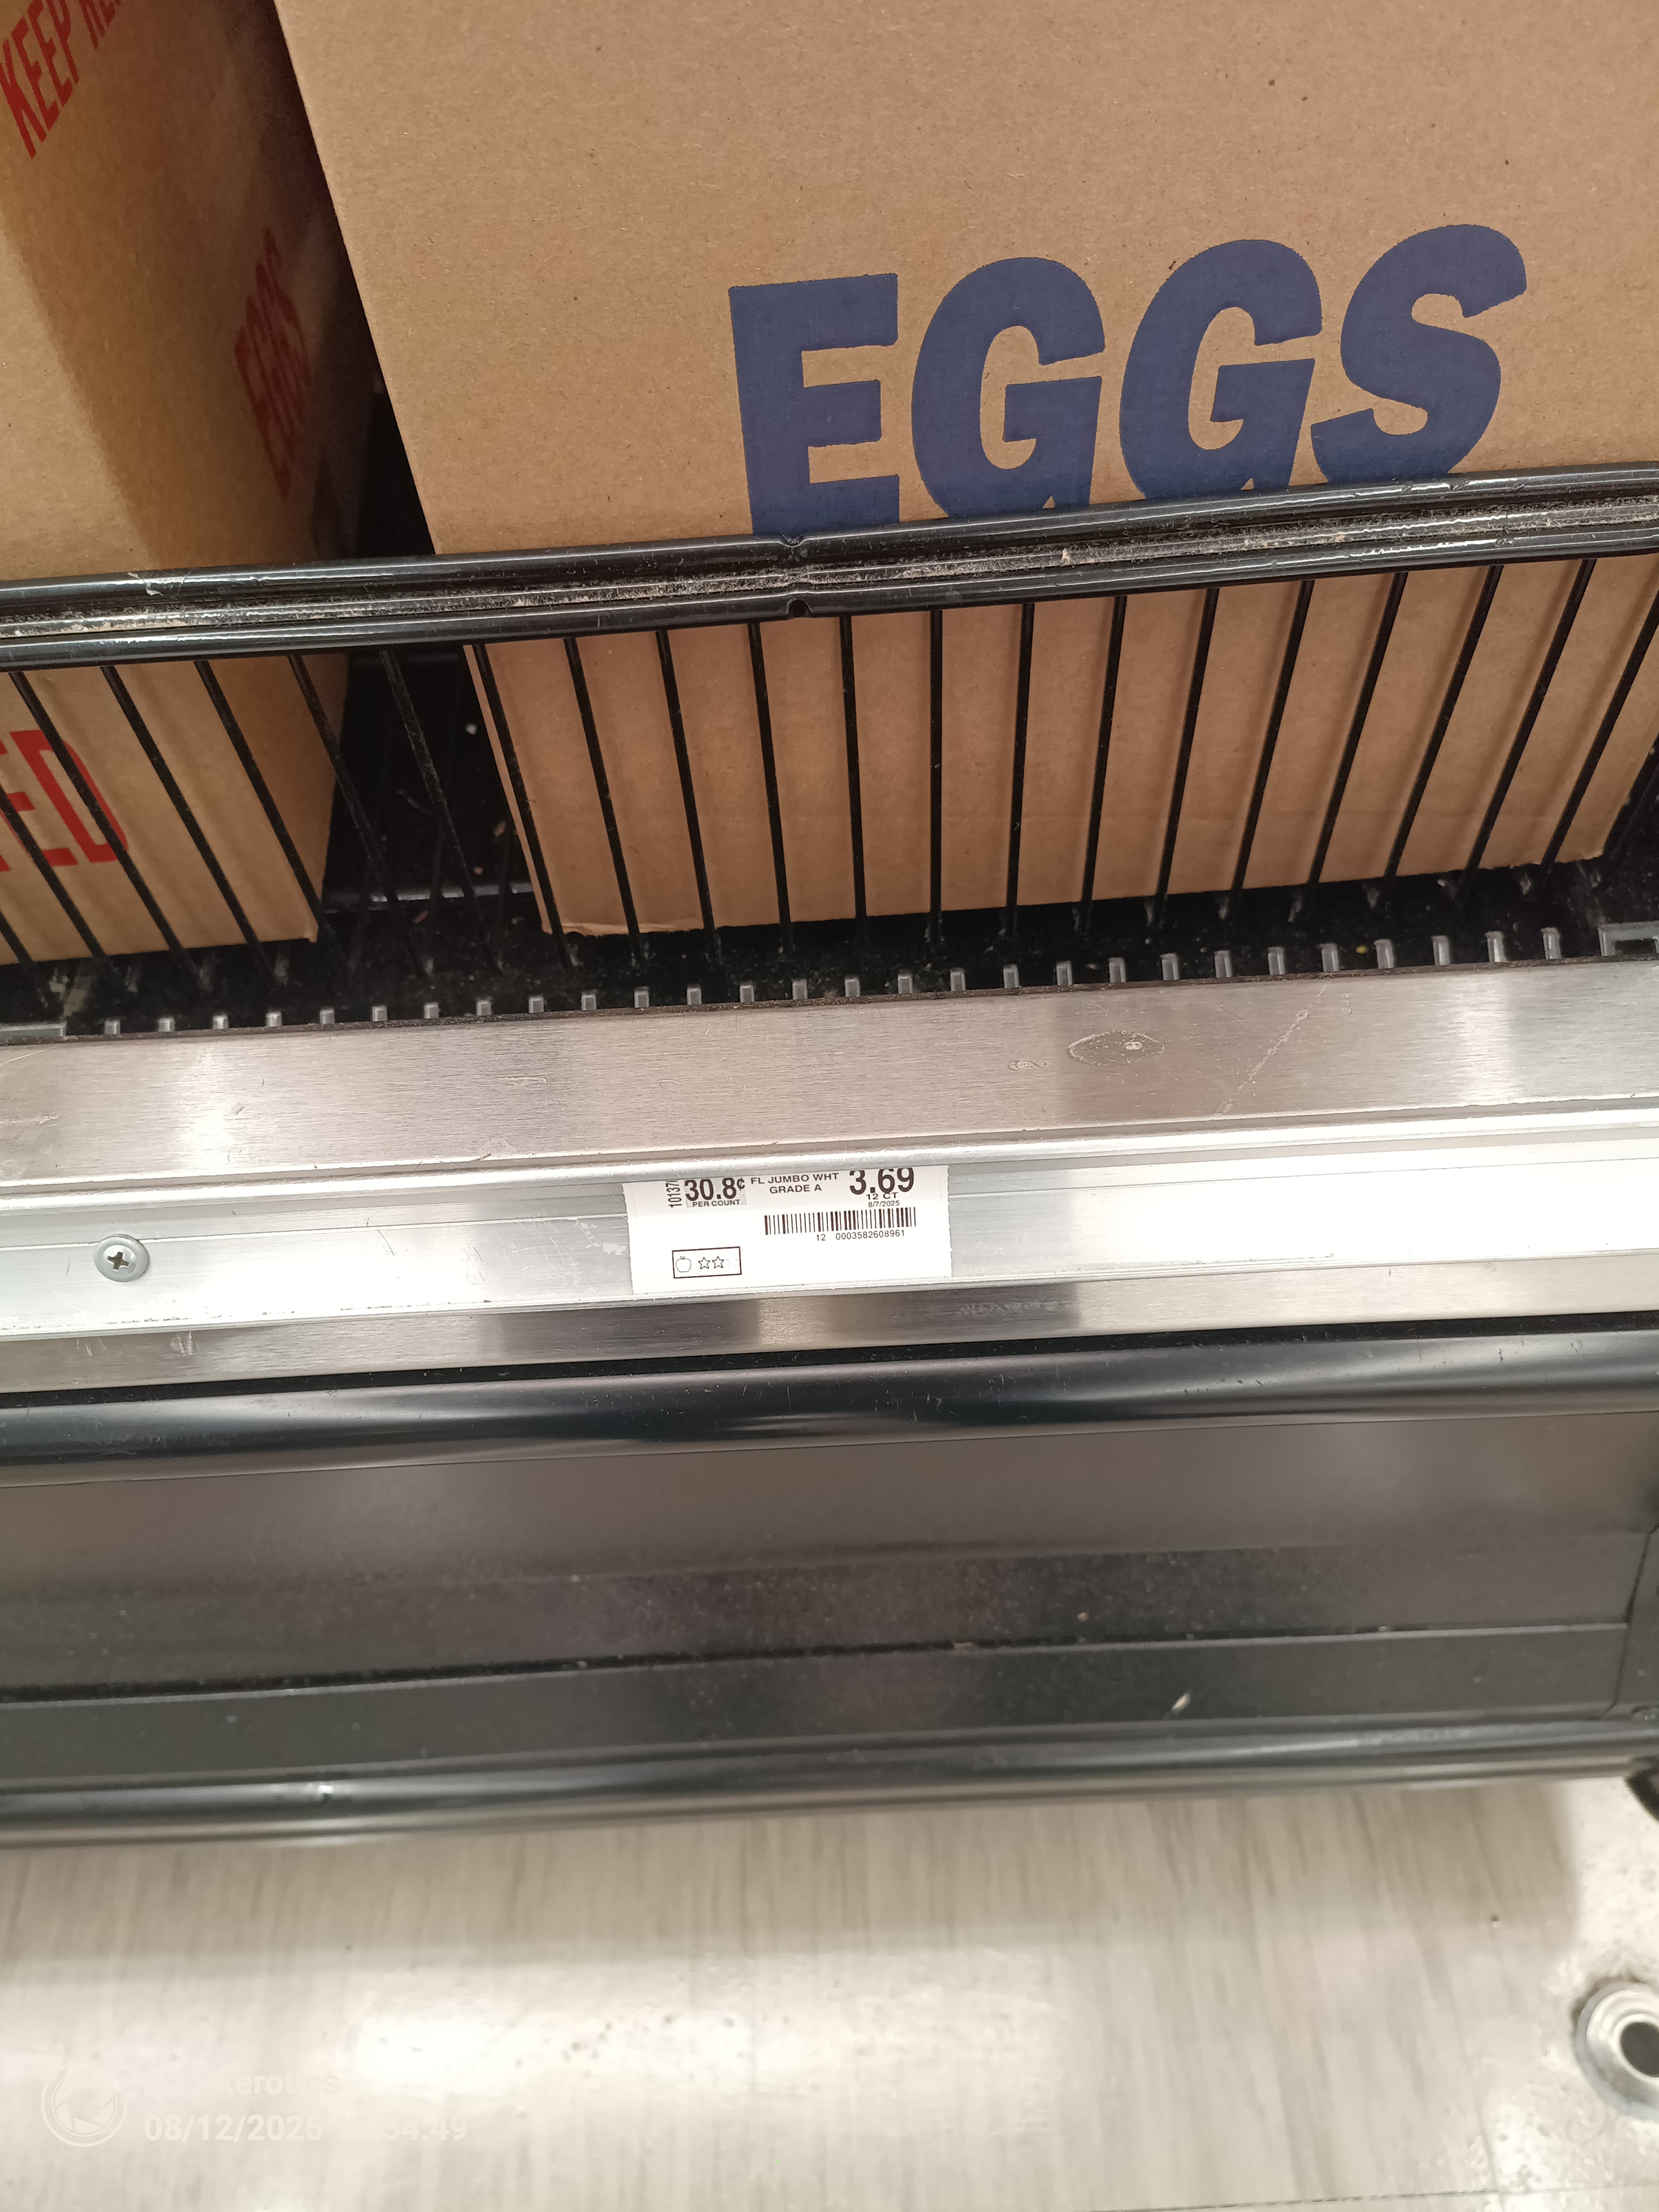 KEEP
EGGS
EGGS
ED
10137
30.8¢
PER COUNT
FL JUMBO WHT
GRADE A
3.69
12 CT
8/7/2025
12 0003582608961
08/12/2025